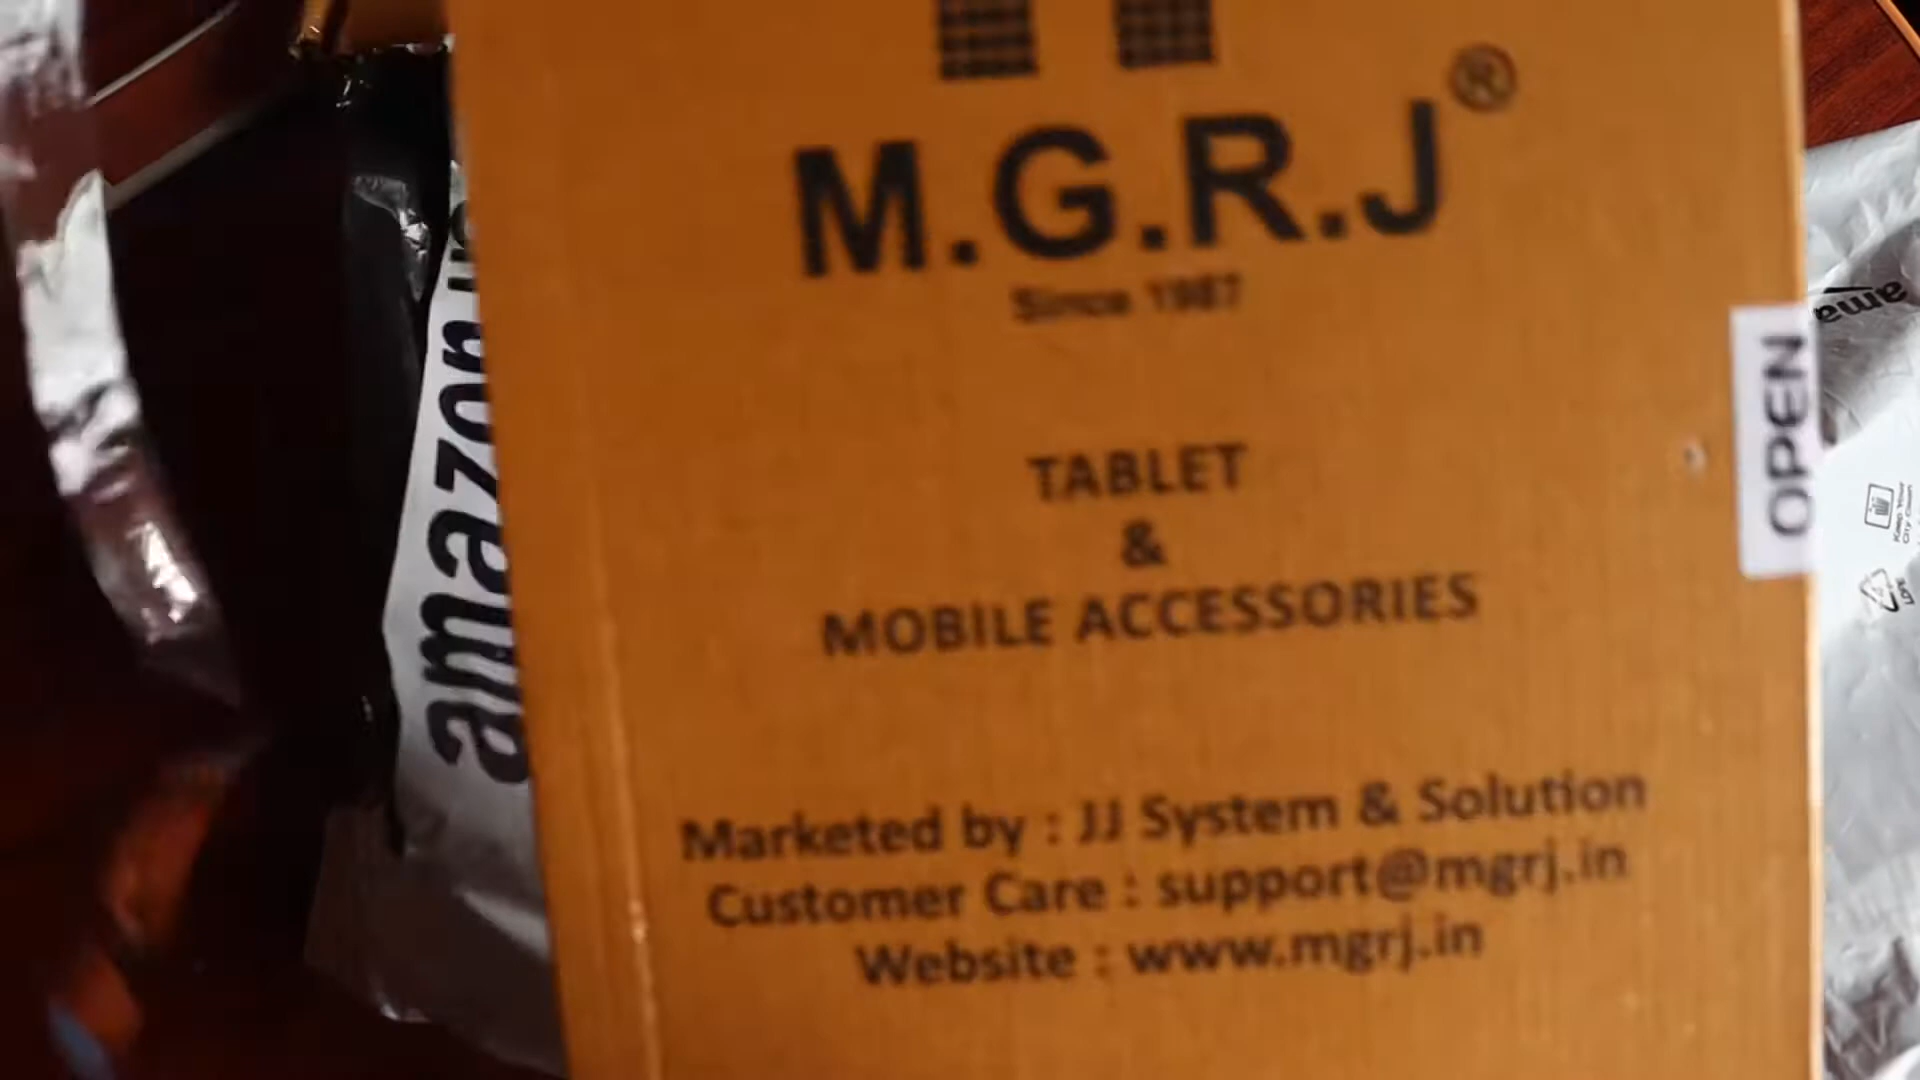 M.G.R.J®
Since 1987
TABLET
&
MOBILE ACCESSORIES
Marketed by : JJ System & Solution
Customer Care : support@mgrj.in
Website : www.mgrj.in
OPEN
amazon
ama